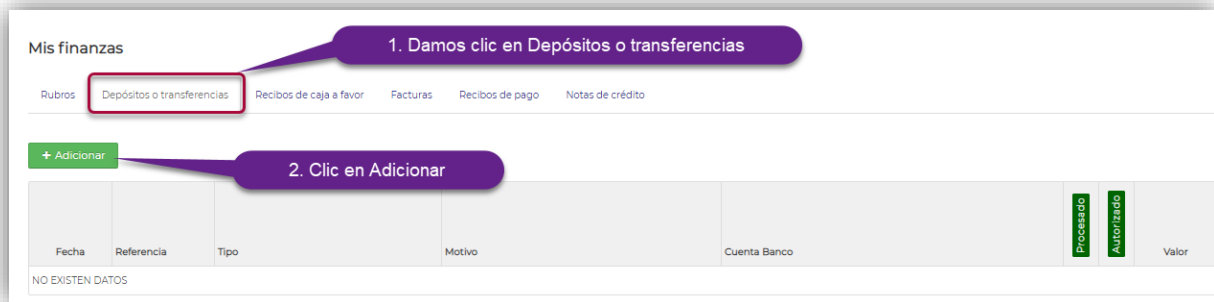 Mis finanzas
1. Damos clic en Depósitos o transferencias
Rubros Depósitos o transferencias Recibos de caja a favor Facturas Recibos de pago Notas de crédito
+ Adicionar
2. Clic en Adicionar
Fecha Referencia Tipo Motivo Cuenta Banco Procesado Autorizado Valor
NO EXISTEN DATOS